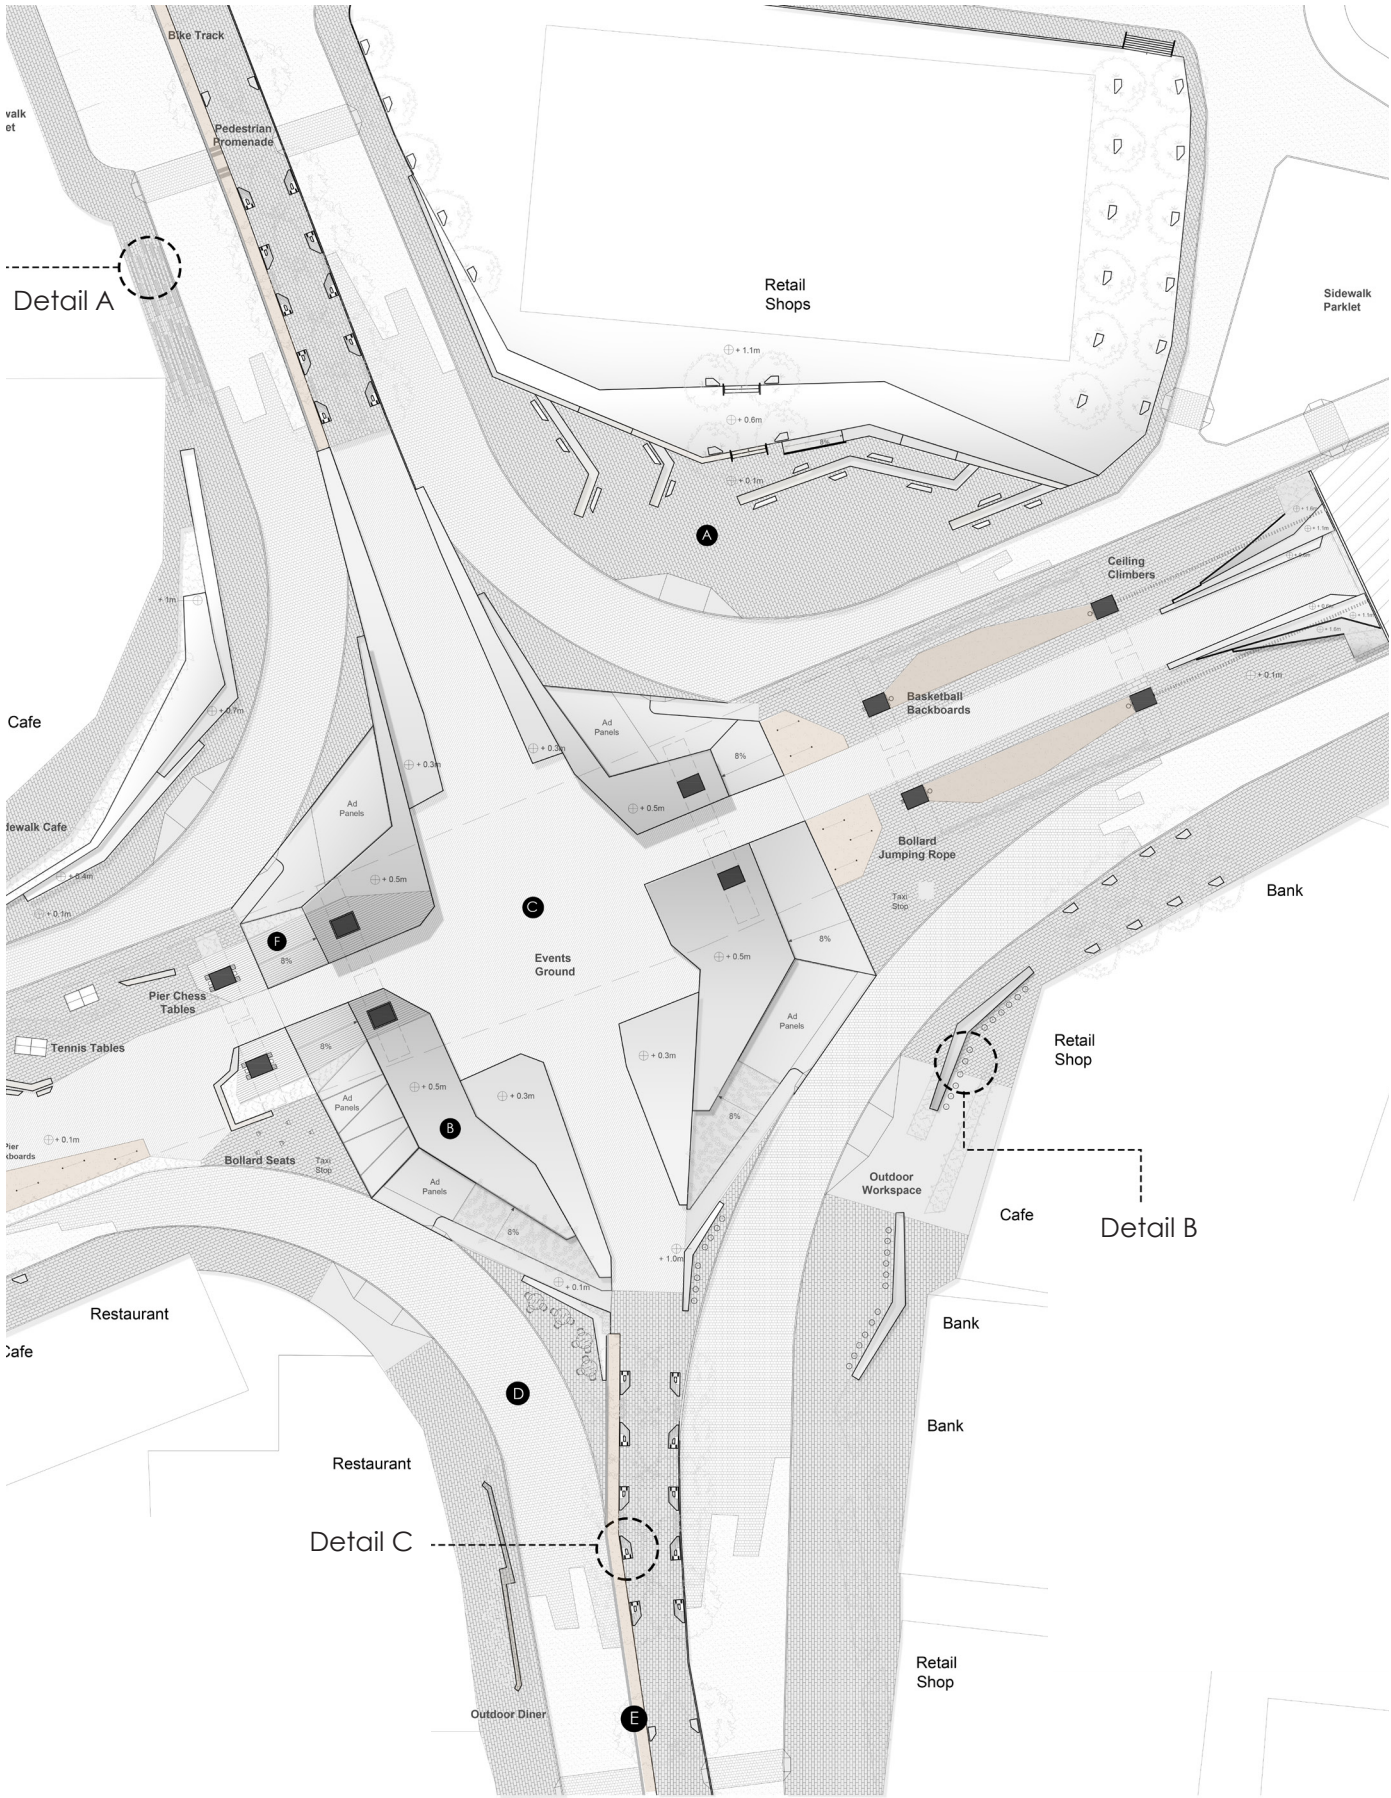 Bike Track
Pedestrian
Promenade
Detail A
Retail
Shops
Sidewalk
Parklet
+ 1.1m
+ 0.6m
8%
+ 0.1m
A
Ceiling
Climbers
+ 1m
+ 0.1m
Cafe
+ 0.7m
+ 0.3m
+ 0.3m
Ad
Panels
8%
Basketball
Backboards
+ 0.5m
Ad
Panels
Bollard
Jumping Rope
Taxi
Stop
Bank
+ 0.4m
+ 0.1m
+ 0.5m
C
F
8%
8%
Events
Ground
+ 0.5m
Pier Chess
Tables
Tennis Tables
8%
Ad
Panels
+ 0.3m
Retail
Shop
+ 0.5m
+ 0.3m
Ad
Panels
B
8%
+ 0.1m
Pier
Bollard Seats
Taxi
Stop
Ad
Panels
8%
Outdoor
Workspace
Cafe
Detail B
+ 1.0m
+ 0.1m
Restaurant
Bank
D
Bank
Restaurant
Detail C
Retail
Shop
Outdoor Diner
E